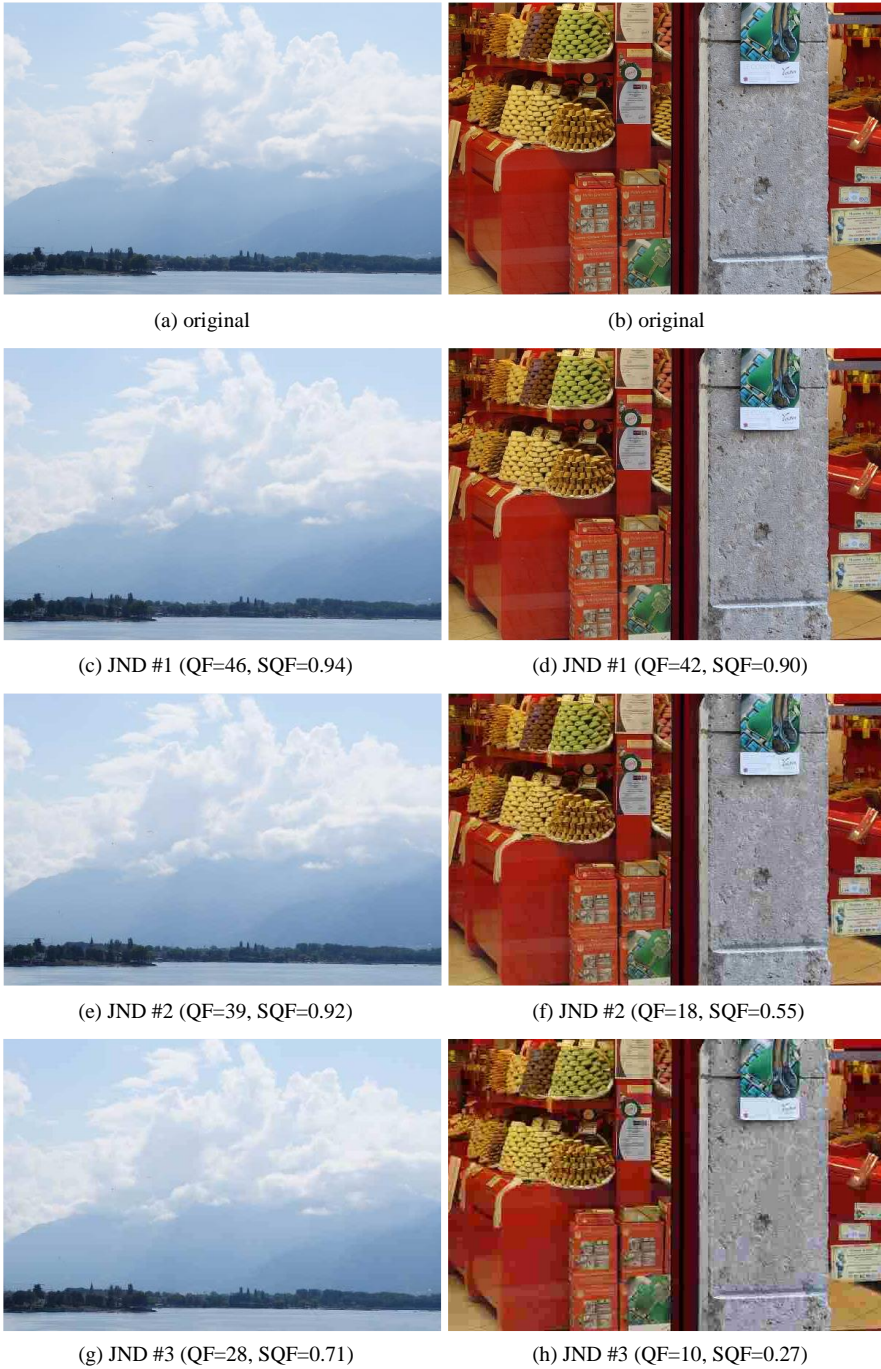 (a) original
(b) original
(c) JND #1 (QF=46, SQF=0.94)
(d) JND #1 (QF=42, SQF=0.90)
(e) JND #2 (QF=39, SQF=0.92)
(f) JND #2 (QF=18, SQF=0.55)
(g) JND #3 (QF=28, SQF=0.71)
(h) JND #3 (QF=10, SQF=0.27)